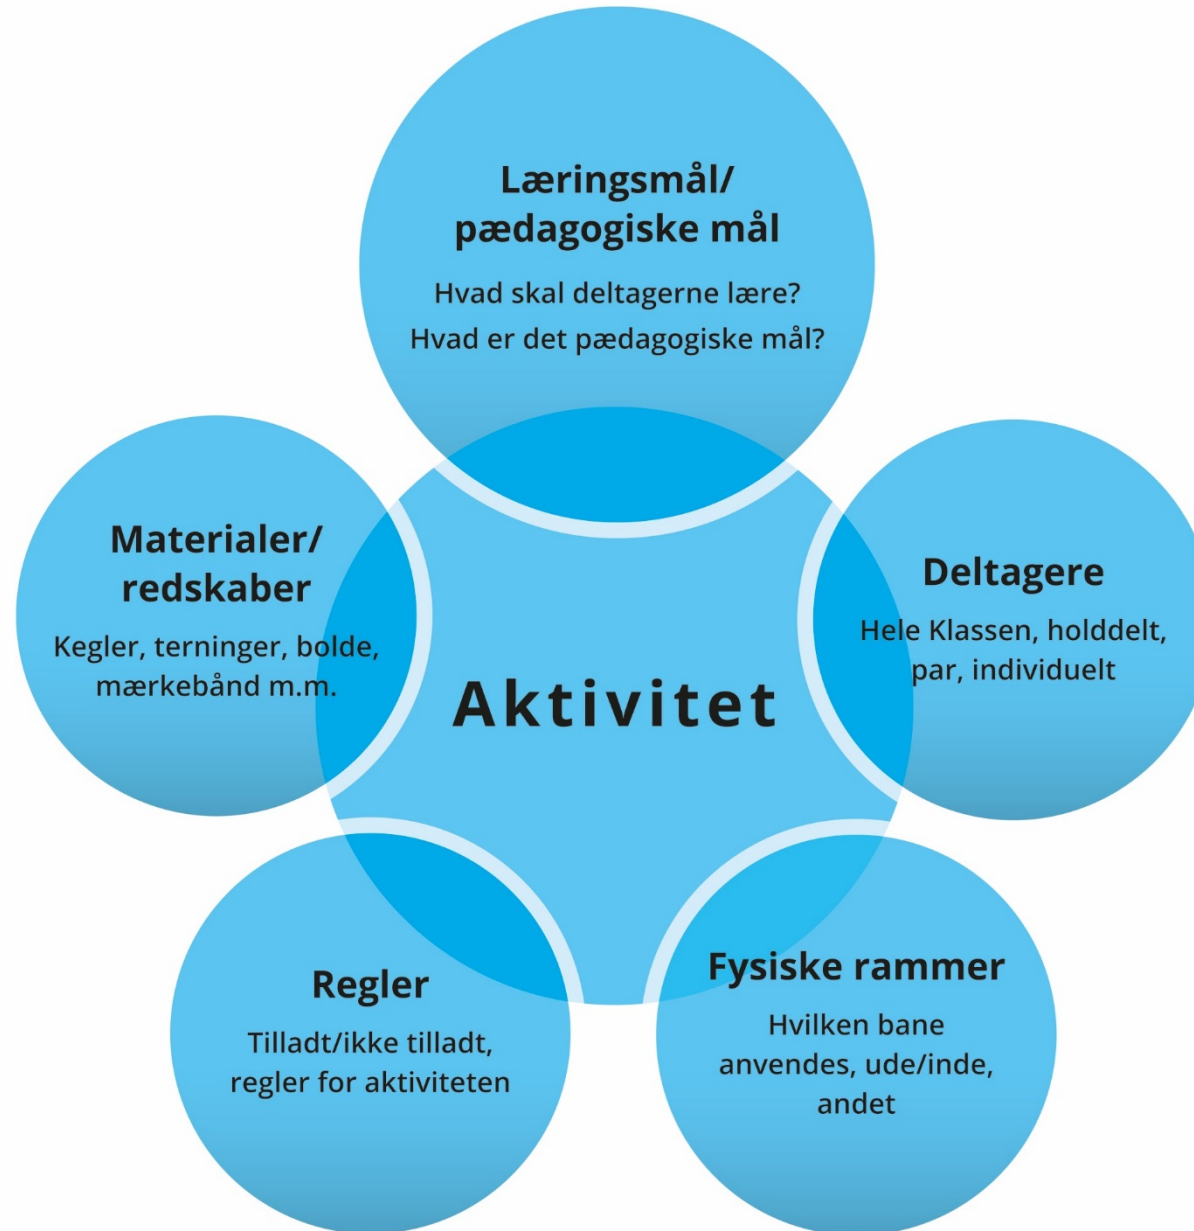 Læringsmål/
pædagogiske mål
Hvad skal deltagerne lære?
Hvad er det pædagogiske mål?
Materialer/
redskaber
Kegler, terninger, bolde,
mærkebånd m.m.
Deltagere
Hele Klassen, holddelt,
par, individuelt
Aktivitet
Regler
Tilladt/ikke tilladt,
regler for aktiviteten
Fysiske rammer
Hvilken bane
anvendes, ude/inde,
andet